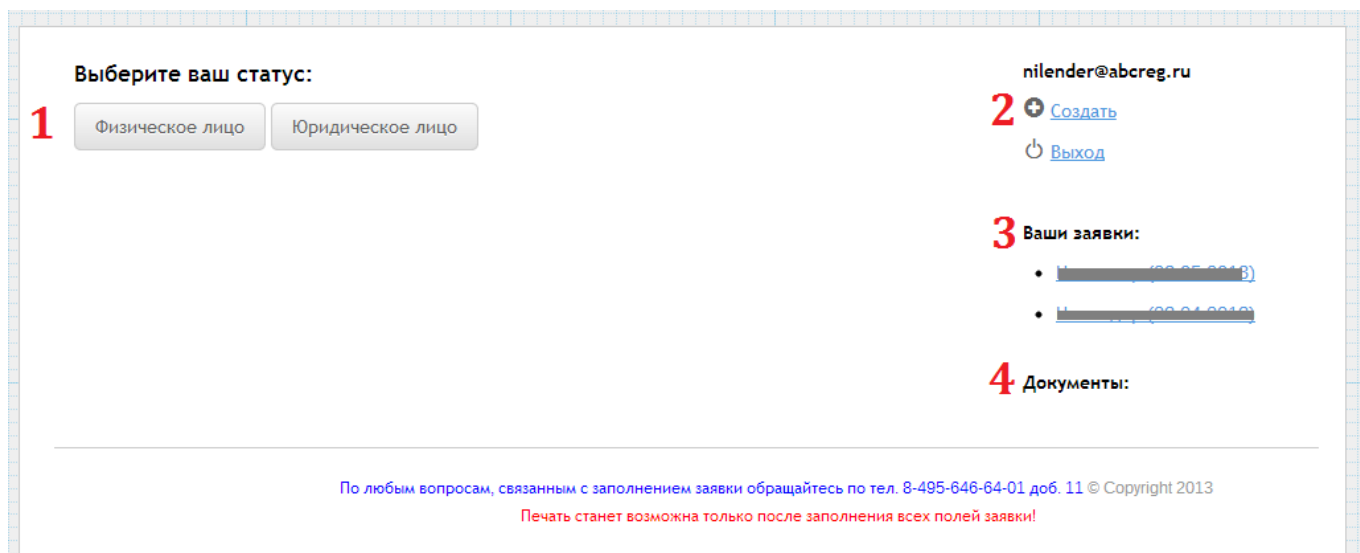 Выберите ваш статус:
1 Физическое лицо Юридическое лицо
nilender@abcreg.ru
2 Создать
Выход
3 Ваши заявки:
4 Документы:
По любым вопросам, связанным с заполнением заявки обращайтесь по тел. 8-495-646-64-01 доб. 11 © Copyright 2013
Печать станет возможна только после заполнения всех полей заявки!